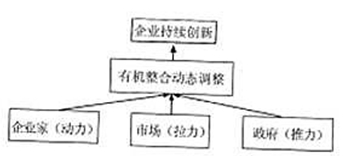 企业持续创新
有机整合动态调整
企业家（动力）
市场（拉力）
政府（推力）